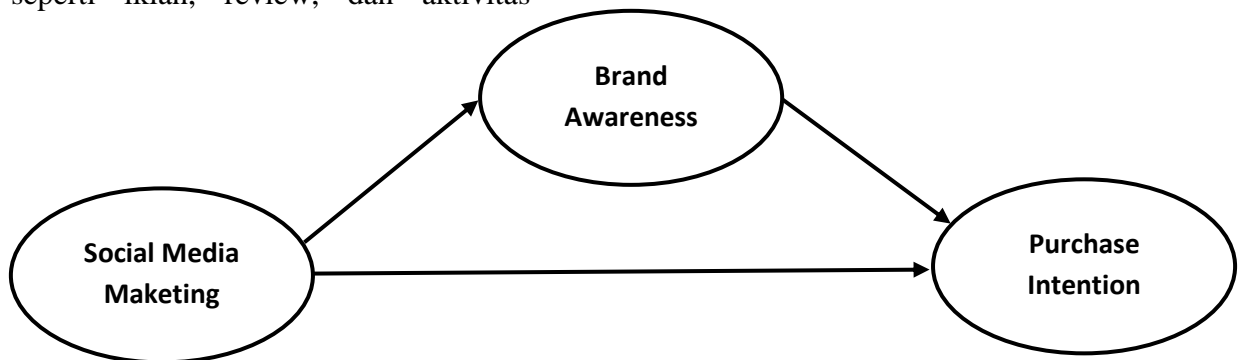 seperti iklan, review, dan aktivitas
Brand
Awareness
Social Media
Maketing
Purchase
Intention